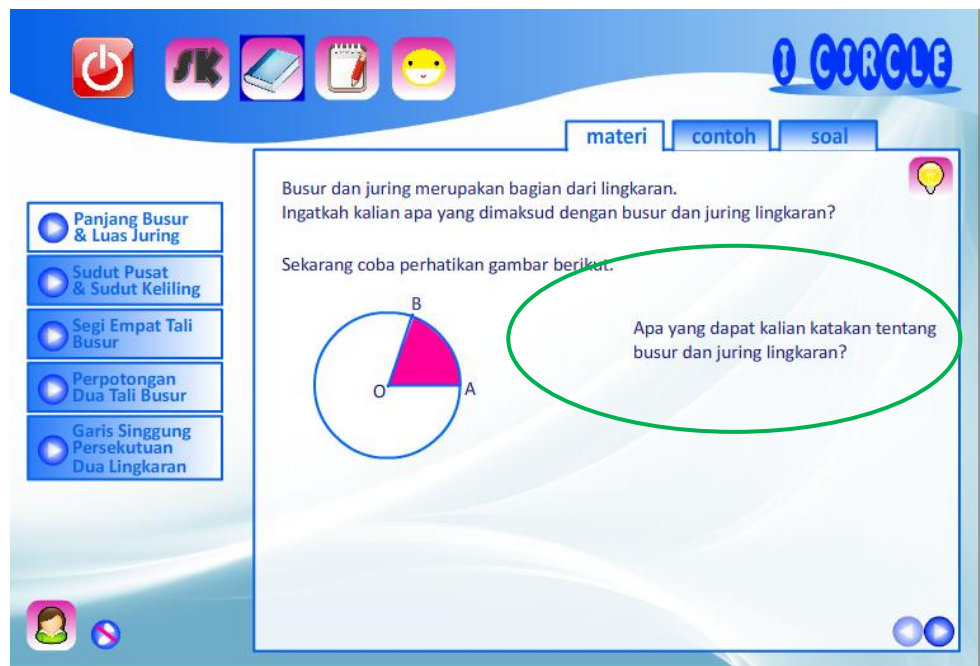 SK
I CIRCLE
materi contoh soal
Busur dan juring merupakan bagian dari lingkaran.
Ingatkah kalian apa yang dimaksud dengan busur dan juring lingkaran?
Sekarang coba perhatikan gambar berikut.
B
O
A
Apa yang dapat kalian katakan tentang
busur dan juring lingkaran?
Panjang Busur
& Luas Juring
Sudut Pusat
& Sudut Keliling
Segi Empat Tali
Busur
Perpotongan
Dua Tali Busur
Garis Singgung
Persekutuan
Dua Lingkaran